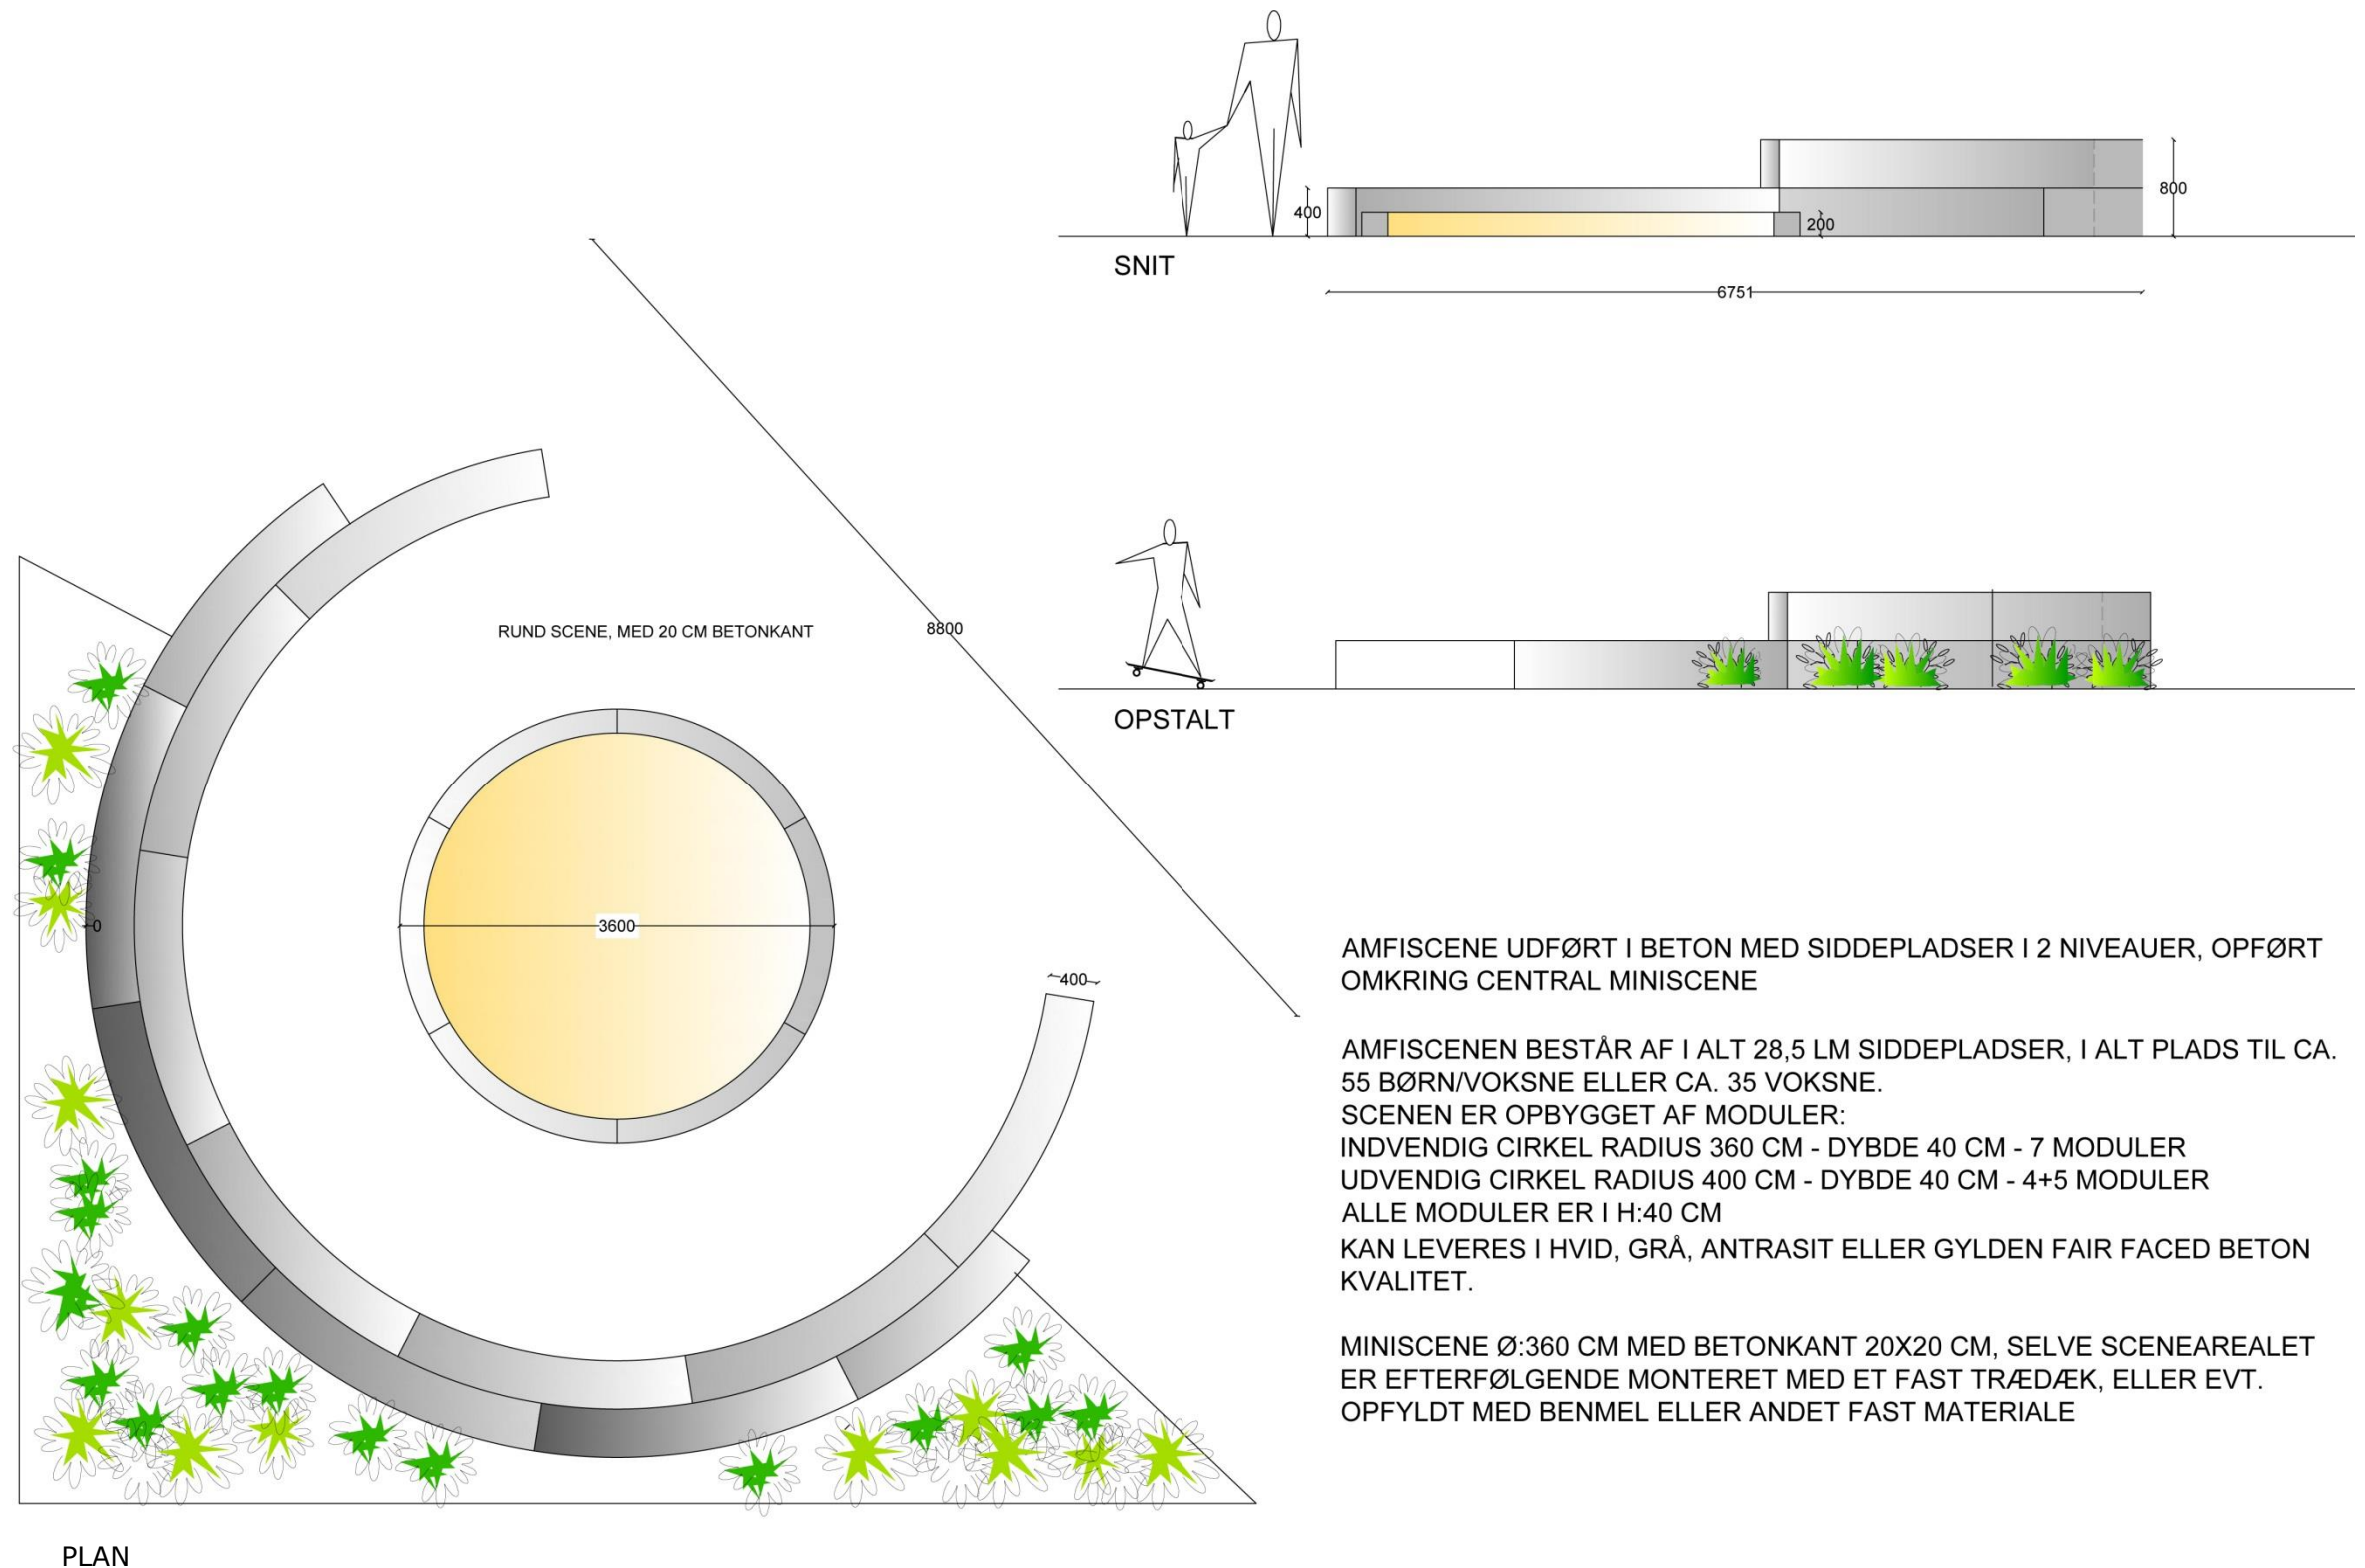 400
200
800
SNIT
6751
RUND SCENE, MED 20 CM BETONKANT
8800
OPSTALT
3600
0
400
AMFISCENE UDFØRT I BETON MED SIDDEPLADSER I 2 NIVEAUER, OPFØRT
OMKRING CENTRAL MINISCENE
AMFISCENEN BESTÅR AF I ALT 28,5 LM SIDDEPLADSER, I ALT PLADS TIL CA.
55 BØRN/VOKSNE ELLER CA. 35 VOKSNE.
SCENEN ER OPBYGGET AF MODULER:
INDVENDIG CIRKEL RADIUS 360 CM - DYBDE 40 CM - 7 MODULER
UDVENDIG CIRKEL RADIUS 400 CM - DYBDE 40 CM - 4+5 MODULER
ALLE MODULER ER I H:40 CM
KAN LEVERES I HVID, GRÅ, ANTRASIT ELLER GYLDEN FAIR FACED BETON
KVALITET.
MINISCENE Ø:360 CM MED BETONKANT 20X20 CM, SELVE SCENEAREALET
ER EFTERFØLGENDE MONTERET MED ET FAST TRÆDÆK, ELLER EVT.
OPFYLDT MED BENMEL ELLER ANDET FAST MATERIALE
PLAN